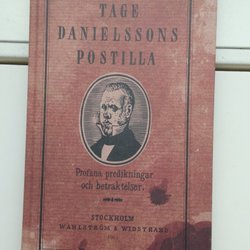 TAGE
DANIELSSONS
POSTILLA
Profana predikningar
och betraktelser.
STOCKHOLM
WAHLSTRÖM & WIDSTRAND